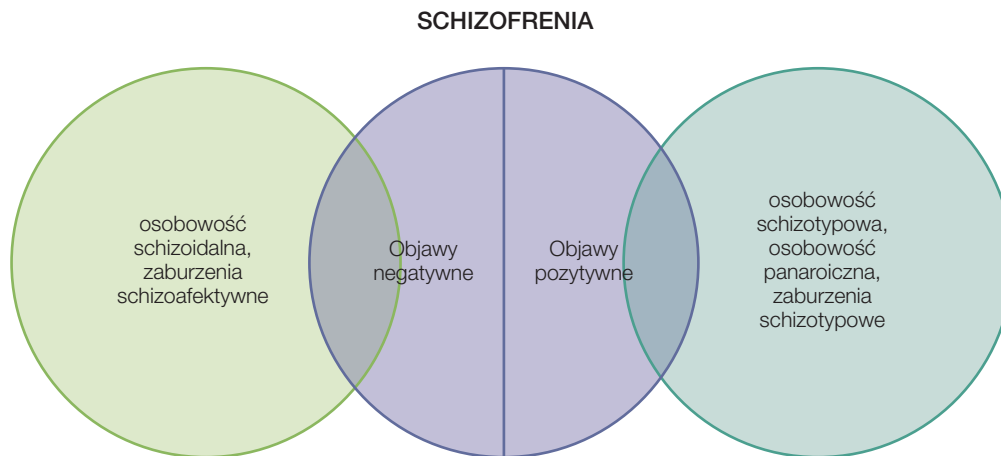 SCHIZOFRENIA
osobowość
schizoidalna,
zaburzenia
schizoafektywne
Objawy
negatywne
Objawy
pozytywne
osobowość
schizotypowa,
osobowość
panaroiczna,
zaburzenia
schizotypowe